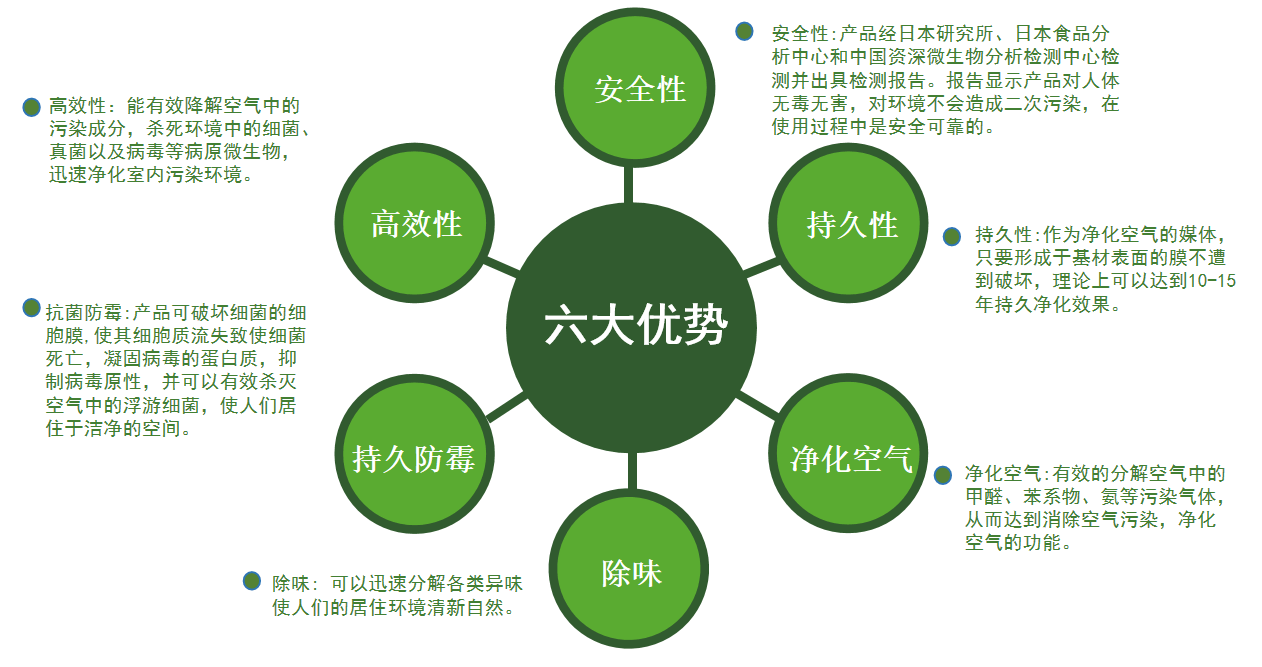 安全性
安全性:产品经日本研究所、日本食品分
析中心和中国资深微生物分析检测中心检
测并出具检测报告。报告显示产品对人体
无毒无害，对环境不会造成二次污染，在
使用过程中是安全可靠的。
高效性：能有效降解空气中的
污染成分，杀死环境中的细菌、
真菌以及病毒等病原微生物，
迅速净化室内污染环境。
高效性
持久性
持久性:作为净化空气的媒体，
只要形成于基材表面的膜不遭
到破坏，理论上可以达到10-15
年持久净化效果。
六大优势
抗菌防霉:产品可破坏细菌的细
胞膜,使其细胞质流失致使细菌
死亡，凝固病毒的蛋白质，抑
制病毒原性，并可以有效杀灭
空气中的浮游细菌，使人们居
住于洁净的空间。
持久防霉
净化空气
净化空气:有效的分解空气中的
甲醛、苯系物、氨等污染气体，
从而达到消除空气污染，净化
空气的功能。
除味
除味：可以迅速分解各类异味
使人们的居住环境清新自然。